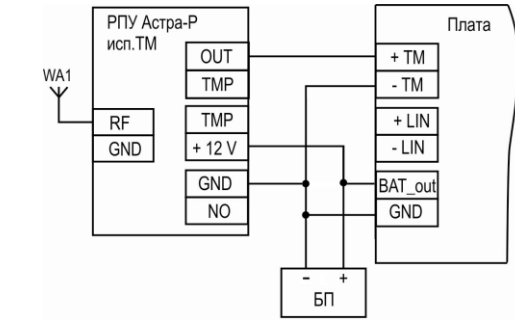 РПУ Астра-Р
исп.ТМ
Плата
WA1
OUT
TMP
TMP
+ 12 V
GND
NO
RF
GND
+ TM
- TM
+ LIN
- LIN
BAT_out
GND
- +
БП